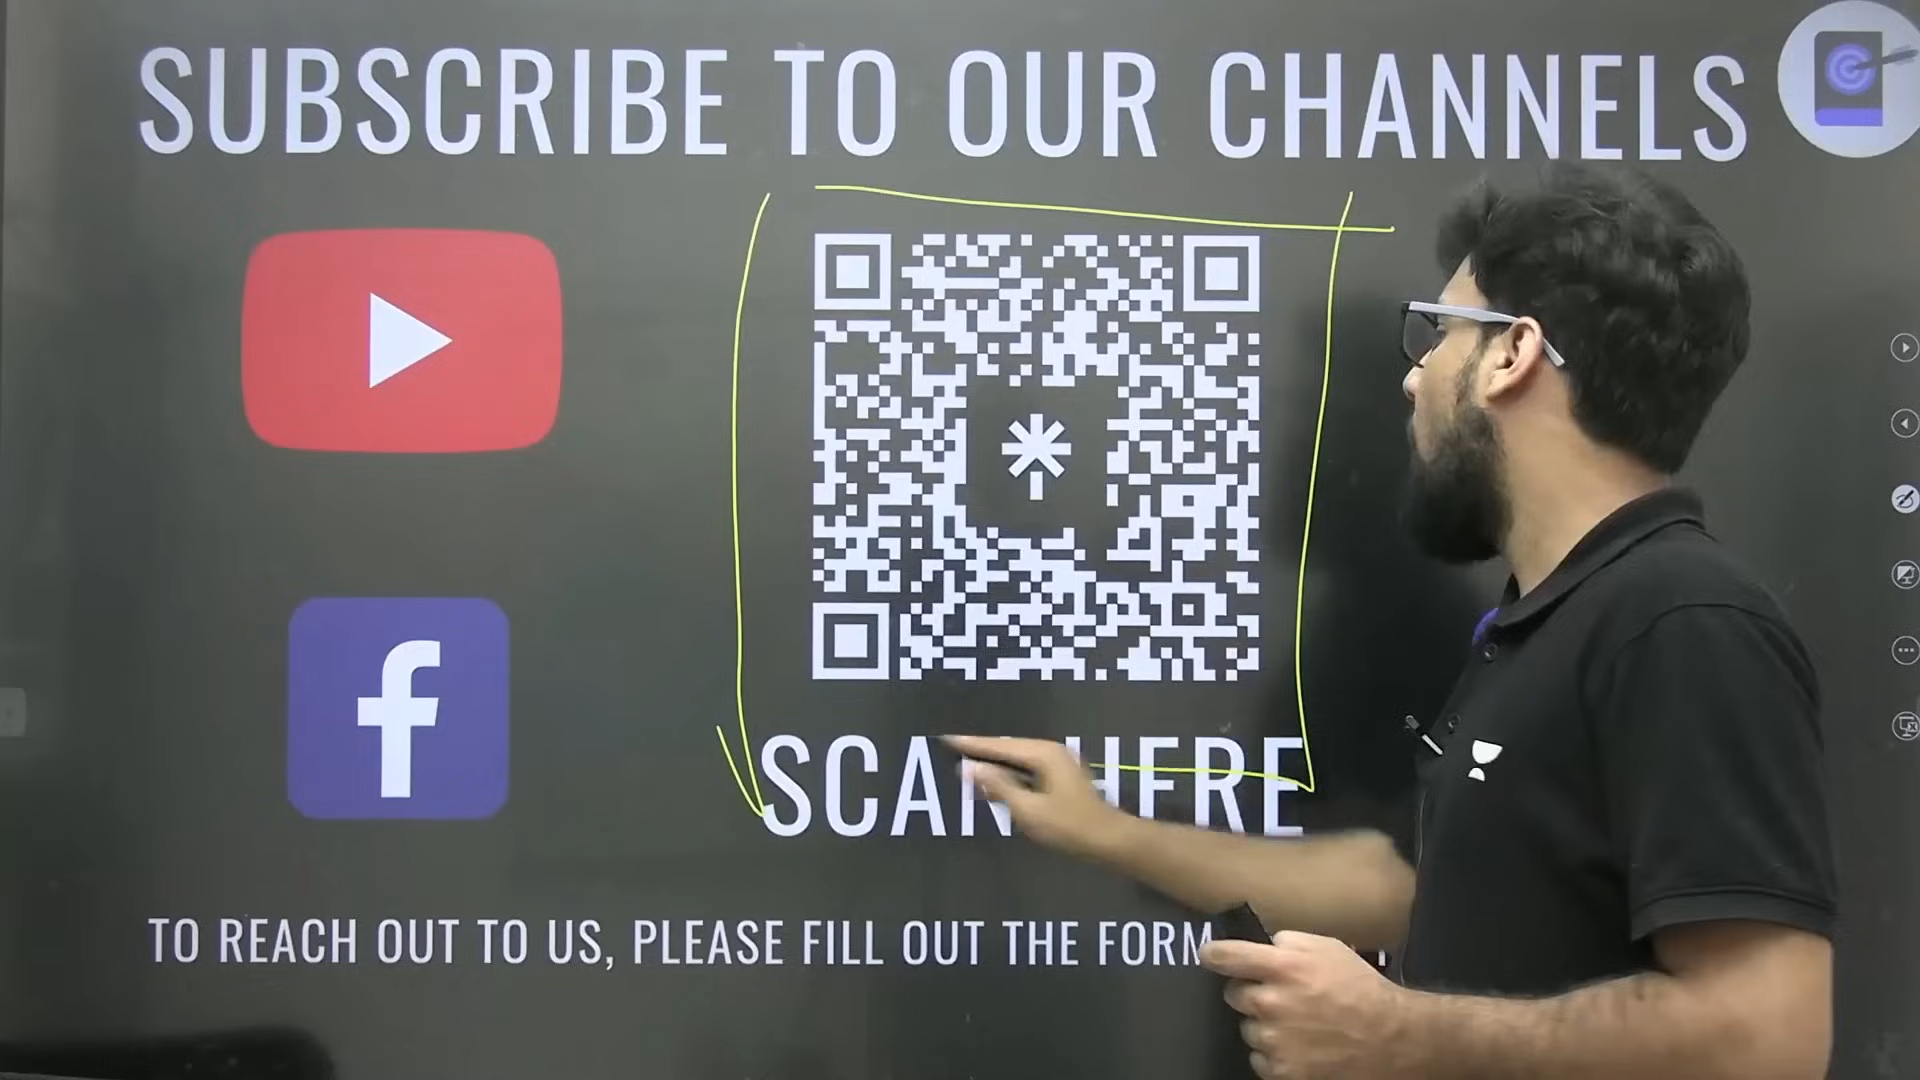 SUBSCRIBE TO OUR CHANNELS
SCAN HERE
TO REACH OUT TO US, PLEASE FILL OUT THE FORM